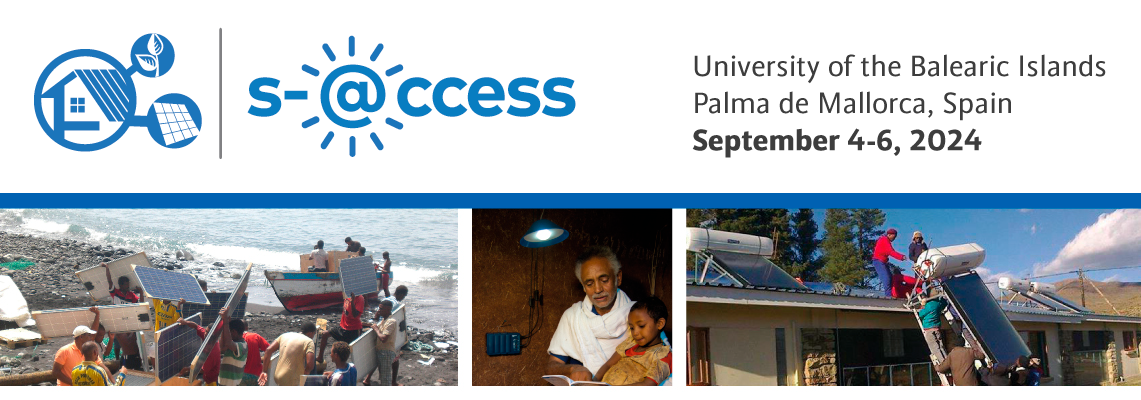 s-@ccess
University of the Balearic Islands
Palma de Mallorca, Spain
September 4-6, 2024